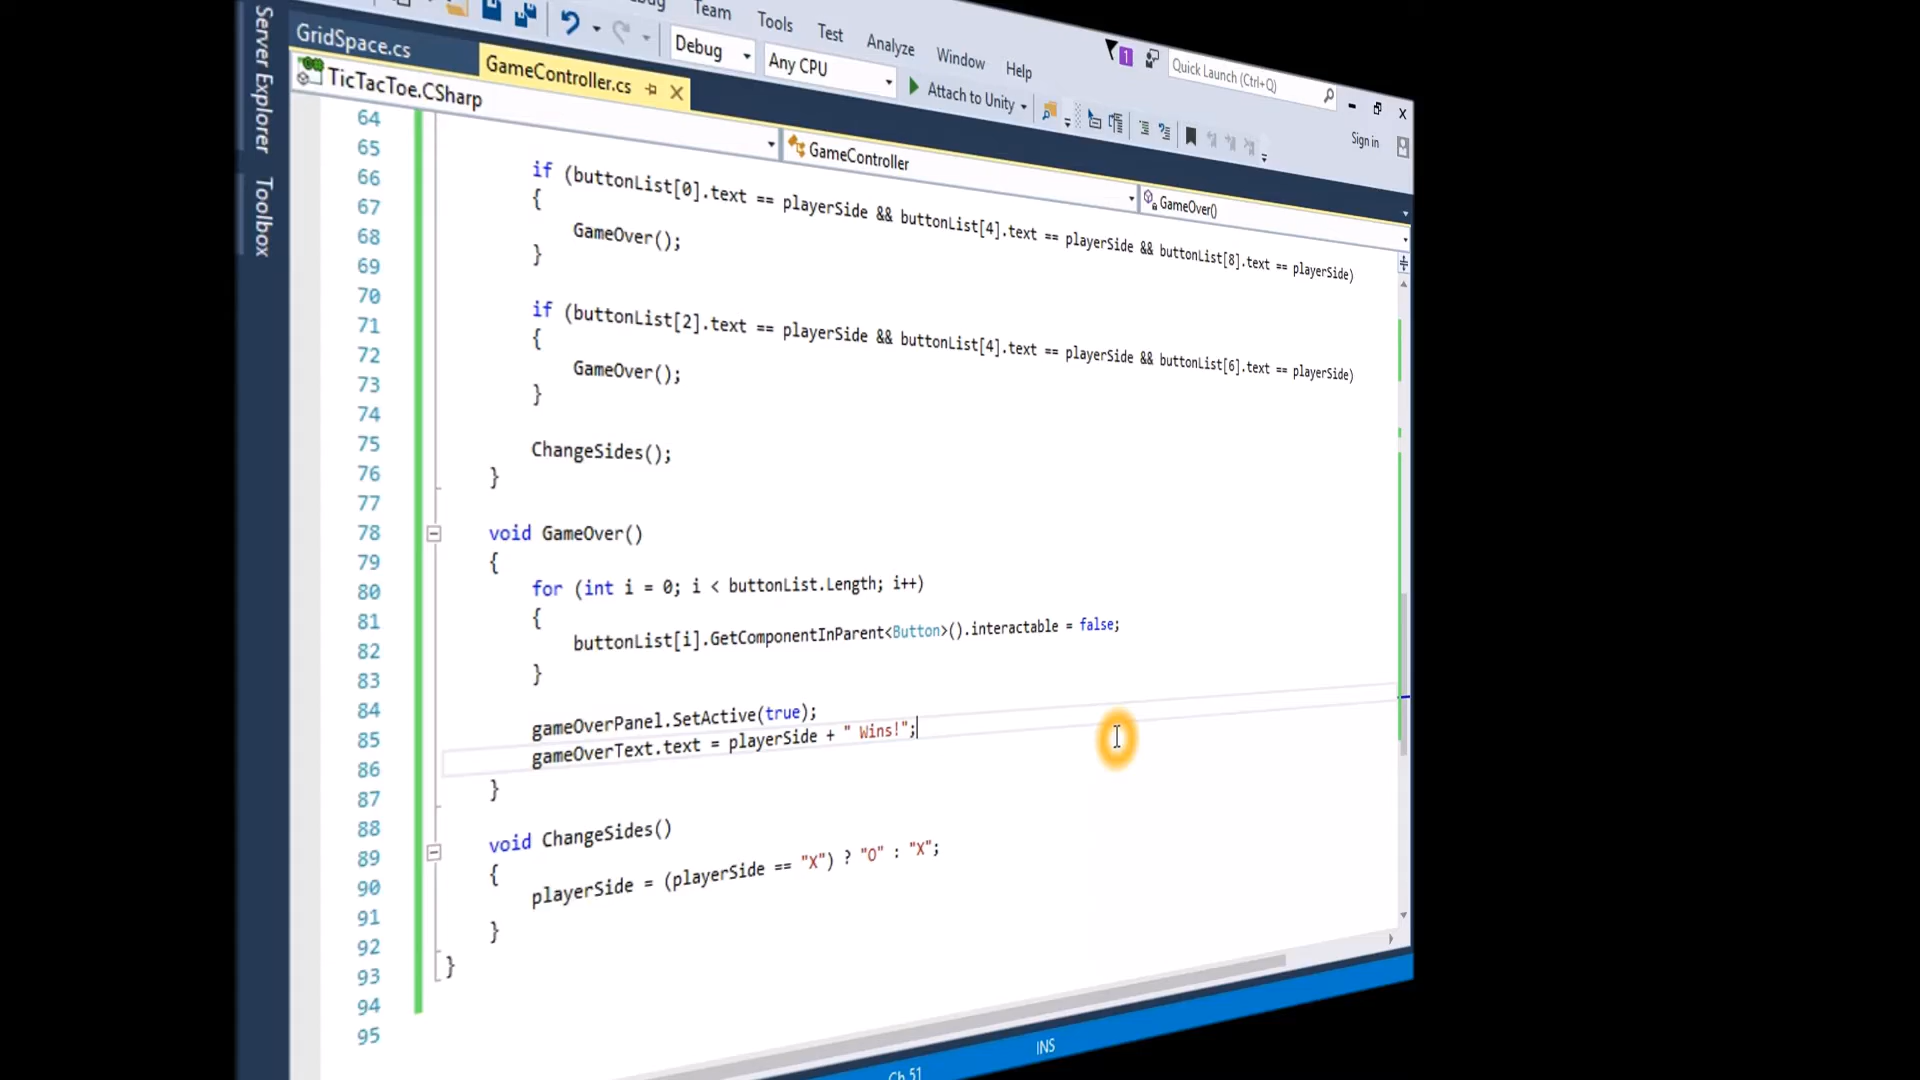 Team Tools Test Analyze Window Help
1 Quick Launch (Ctrl+Q)
Debug Any CPU Attach to Unity
Sign in
Server Explorer
Toolbox
GridSpace.cs GameController.cs
TicTacToe.CSharp GameController GameOver()
64
65
66 if (buttonList[0].text == playerSide && buttonList[4].text == playerSide && buttonList[8].text == playerSide)
67 {
68 GameOver();
69 }
70
71 if (buttonList[2].text == playerSide && buttonList[4].text == playerSide && buttonList[6].text == playerSide)
72 {
73 GameOver();
74 }
75
76 ChangeSides();
77 }
78
79 void GameOver()
80 {
81 for (int i = 0; i < buttonList.Length; i++)
82 {
83 buttonList[i].GetComponentInParent<Button>().interactable = false;
84 }
85
86 gameOverPanel.SetActive(true);
87 gameOverText.text = playerSide + " Wins!";
88 }
89
90 void ChangeSides()
91 {
92 playerSide = (playerSide == "X") ? "O" : "X";
93 }
94 }
95
INS
Ch 51